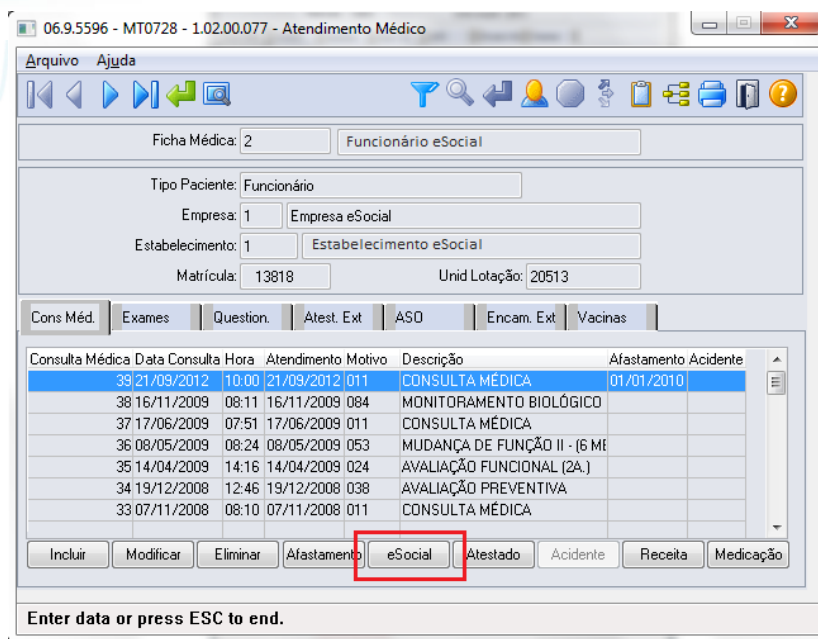 06.9.5596 - MT0728 - 1.02.00.077 - Atendimento Médico
Arquivo Ajuda
Ficha Médica: 2 Funcionário eSocial
Tipo Paciente: Funcionário
Empresa: 1 Empresa eSocial
Estabelecimento: 1 Estabelecimento eSocial
Matrícula: 13818 Unid Lotação: 20513
Cons Méd. Exames Question. Atest. Ext ASO Encam. Ext Vacinas
Consulta Médica Data Consulta Hora Atendimento Motivo Descrição Afastamento Acidente
39 21/09/2012 10:00 21/09/2012 011 CONSULTA MÉDICA 01/01/2010
38 16/11/2009 08:11 16/11/2009 084 MONITORAMENTO BIOLÓGICO
37 17/06/2009 07:51 17/06/2009 011 CONSULTA MÉDICA
36 08/05/2009 08:24 08/05/2009 053 MUDANÇA DE FUNÇÃO II - (6 ME
35 14/04/2009 14:16 14/04/2009 024 AVALIAÇÃO FUNCIONAL (2A.)
34 19/12/2008 12:46 19/12/2008 038 AVALIAÇÃO PREVENTIVA
33 07/11/2008 08:10 07/11/2008 011 CONSULTA MÉDICA
Incluir Modificar Eliminar Afastamento eSocial Atestado Acidente Receita Medicação
Enter data or press ESC to end.